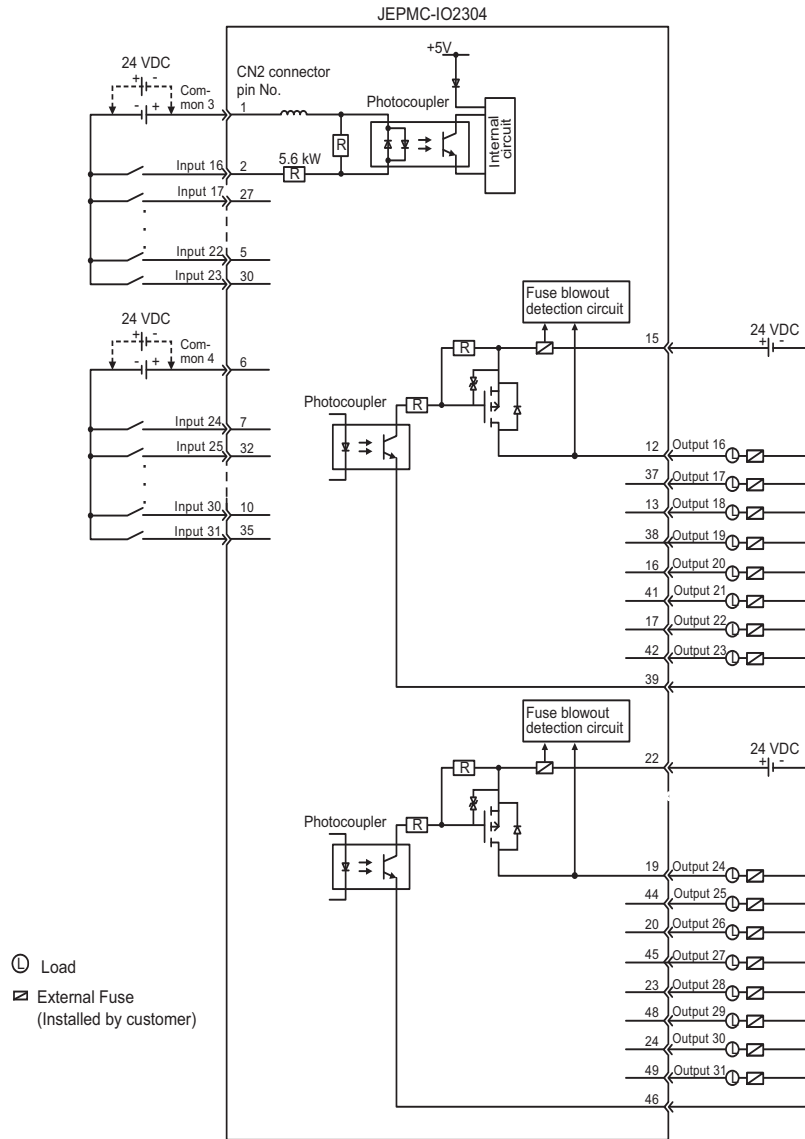 JEPMC-IO2304
24 VDC
+ -
- +
Com-
mon 3
CN2 connector
pin No.
1
+5V
Photocoupler
Internal
circuit
R
5.6 kW
R
Input 16 2
Input 17 27
Input 22 5
Input 23 30
24 VDC
+ -
- +
Com-
mon 4
6
Input 24 7
Input 25 32
Input 30 10
Input 31 35
Fuse blowout
detection circuit
15
24 VDC
+ -
R
Photocoupler
R
12 Output 16 L
37 Output 17 L
13 Output 18 L
38 Output 19 L
16 Output 20 L
41 Output 21 L
17 Output 22 L
42 Output 23 L
39
Fuse blowout
detection circuit
22
24 VDC
+ -
R
Photocoupler
R
19 Output 24 L
44 Output 25 L
20 Output 26 L
45 Output 27 L
23 Output 28 L
48 Output 29 L
24 Output 30 L
49 Output 31 L
46
L Load
External Fuse
(Installed by customer)